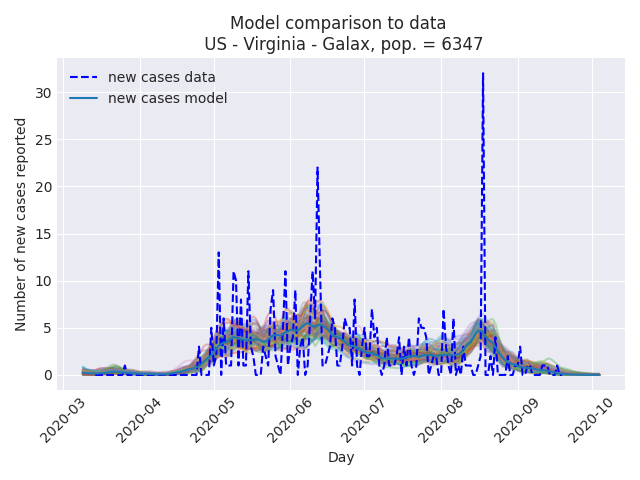 Model comparison to data
US - Virginia - Galax, pop. = 6347
new cases data
new cases model
Number of new cases reported
30
25
20
15
10
5
0
2020-03
2020-04
2020-05
2020-06
2020-07
2020-08
2020-09
2020-10
Day